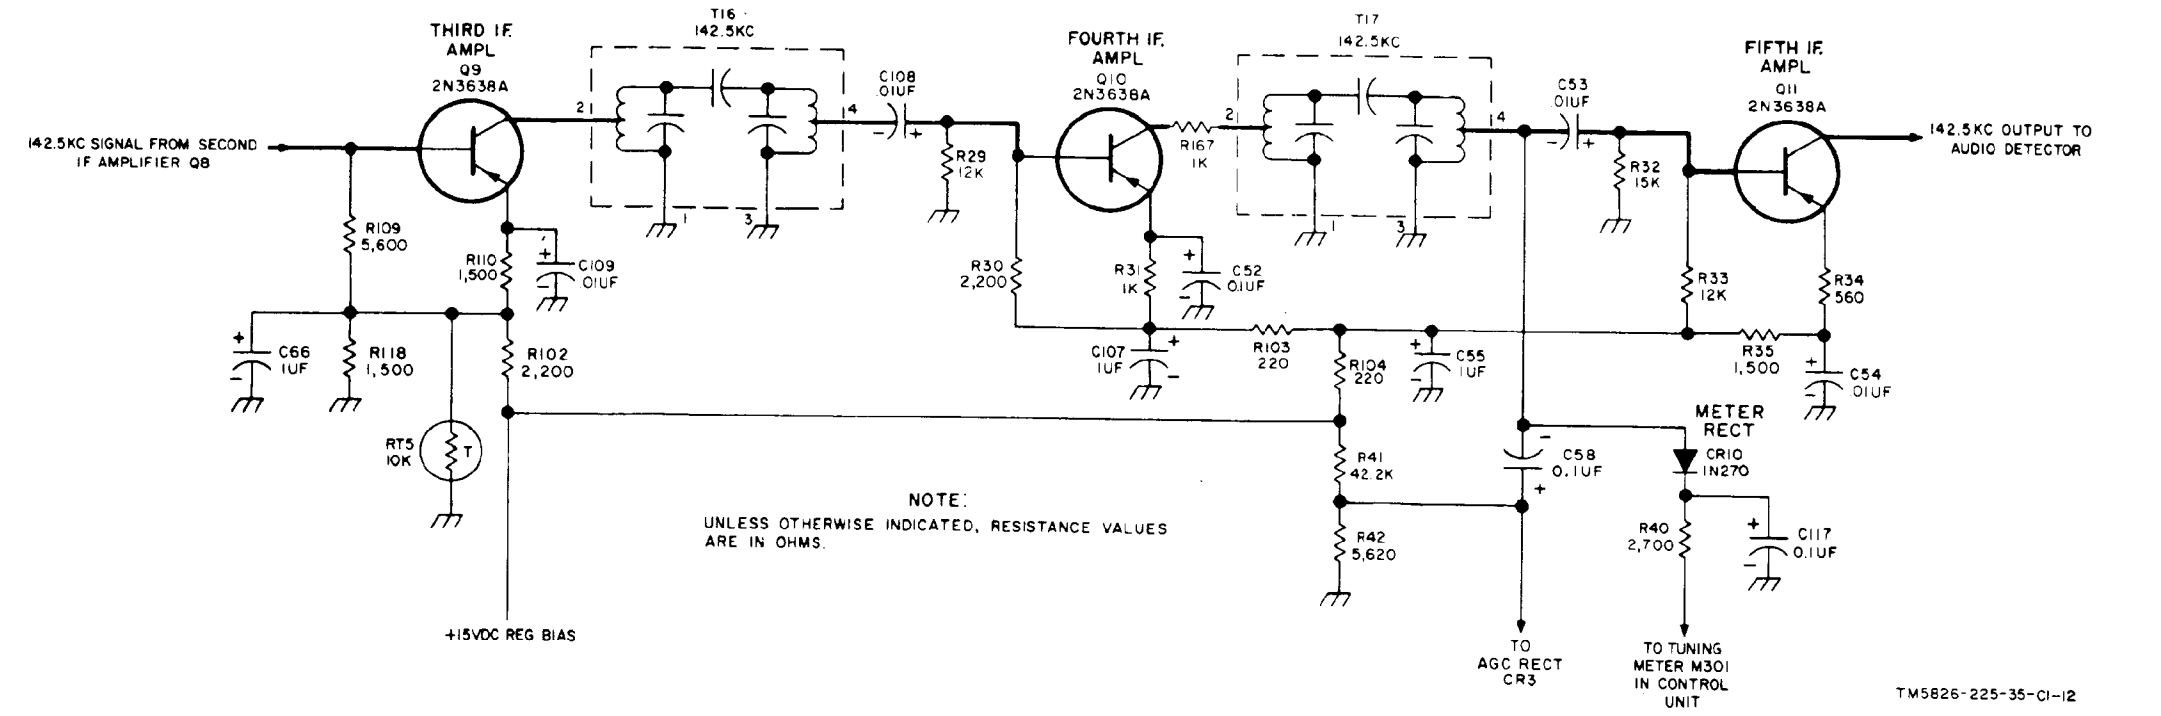 THIRD IF.
AMPL
Q9
2N3638A
T16
142.5KC
C108
.01UF
FOURTH IF.
AMPL
Q10
2N3638A
T17
142.5KC
C53
.01UF
FIFTH IF.
AMPL
Q11
2N3638A
142.5KC SIGNAL FROM SECOND
IF AMPLIFIER Q8
2
4
R29
12K
R167
1K
2
4
R32
15K
142.5KC OUTPUT TO
AUDIO DETECTOR
1
3
1
3
R109
5,600
R110
1,500
+
C109
.01UF
-
R30
2,200
R31
1K
+
C52
0.1UF
-
R33
12K
R34
560
+
C66
1UF
-
R118
1,500
R102
2,200
C107
1UF
+
-
R103
220
R104
220
+
C55
1UF
-
R35
1,500
+
C54
.01UF
-
RT5
10K
T
METER
RECT
CR10
1N270
R41
42.2K
-
C58
0.1UF
+
NOTE:
UNLESS OTHERWISE INDICATED, RESISTANCE VALUES
ARE IN OHMS.
R42
5,620
R40
2,700
+
C117
0.1UF
-
+15VDC REG BIAS
TO
AGC RECT
CR3
TO TUNING
METER M301
IN CONTROL
UNIT
TM5826-225-35-C1-12